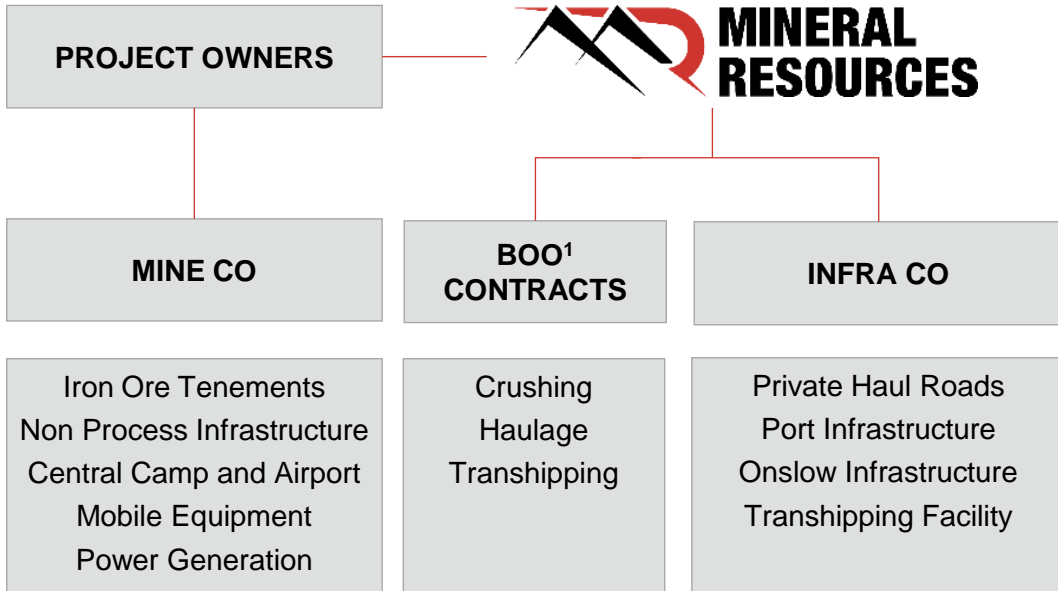 PROJECT OWNERS
MINERAL
RESOURCES
MINE CO
BOO¹
CONTRACTS
INFRA CO
Iron Ore Tenements
Non Process Infrastructure
Central Camp and Airport
Mobile Equipment
Power Generation
Crushing
Haulage
Transhipping
Private Haul Roads
Port Infrastructure
Onslow Infrastructure
Transhipping Facility